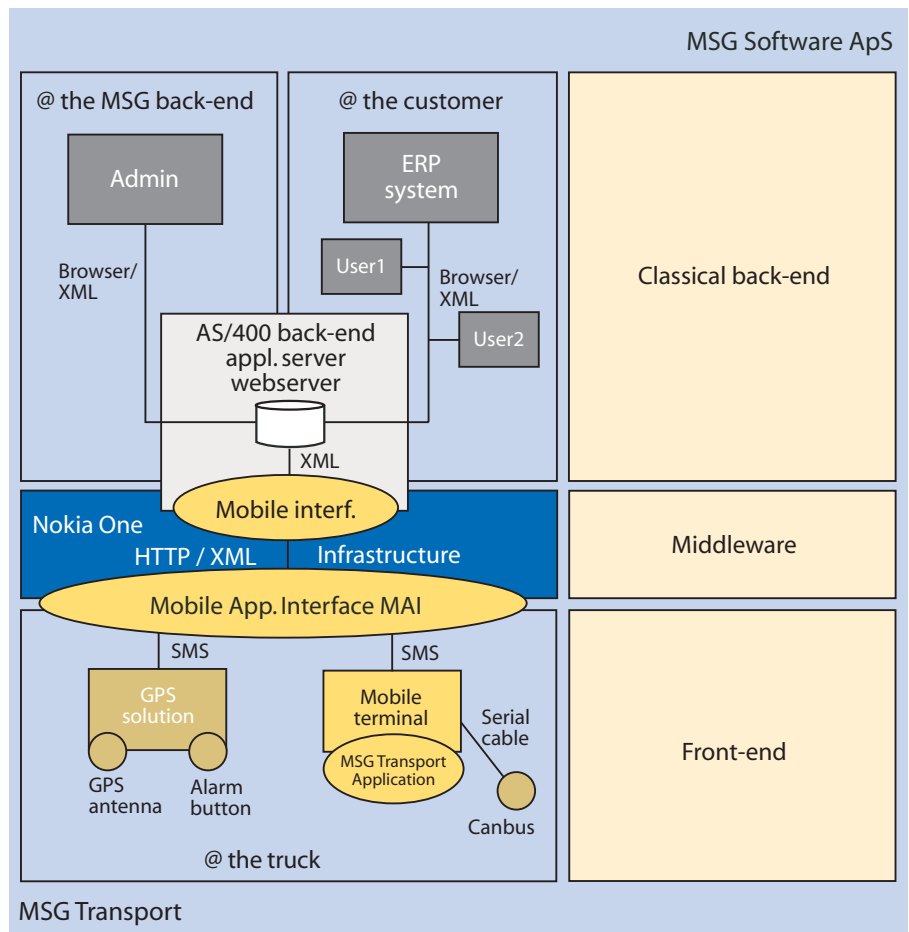 MSG Software ApS
@ the MSG back-end
@ the customer
Admin
ERP
system
Browser/
XML
User1
Browser/
XML
User2
Classical back-end
AS/400 back-end
appl. server
webserver
XML
Mobile interf.
Nokia One
HTTP / XML
Infrastructure
Middleware
Mobile App. Interface MAI
SMS
SMS
GPS
solution
Mobile
terminal
Serial
cable
MSG Transport
Application
GPS
antenna
Alarm
button
Canbus
Front-end
@ the truck
MSG Transport